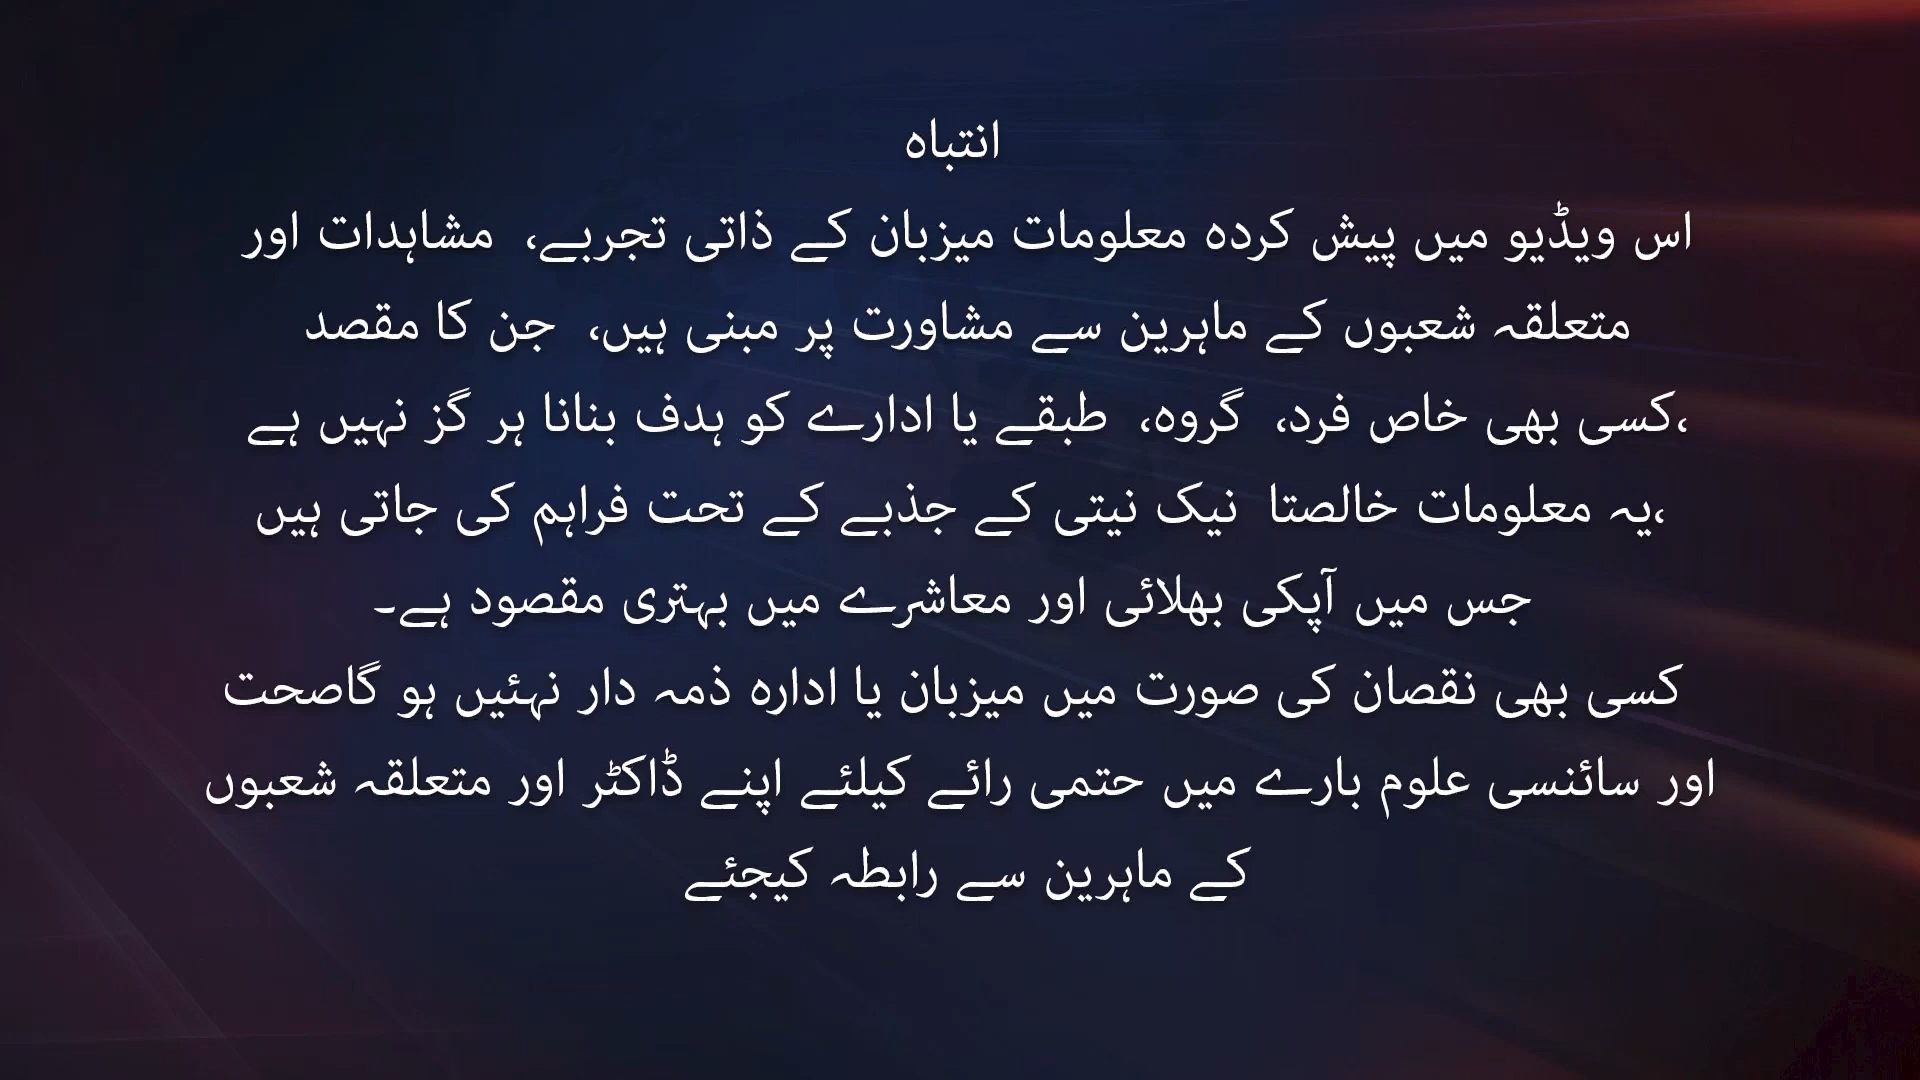 انتباہ
اس ویڈیو میں پیش کردہ معلومات میزبان کے ذاتی تجربے، مشاہدات اور
متعلقہ شعبوں کے ماہرین سے مشاورت پر مبنی ہیں، جن کا مقصد
،کسی بھی خاص فرد، گروہ، طبقے یا ادارے کو ہدف بنانا ہر گز نہیں ہے
،یہ معلومات خالصتا نیک نیتی کے جذبے کے تحت فراہم کی جاتی ہیں
جس میں آپکی بھلائی اور معاشرے میں بہتری مقصود ہے۔
کسی بھی نقصان کی صورت میں میزبان یا ادارہ ذمہ دار نہئیں ہو گاصحت
اور سائنسی علوم بارے میں حتمی رائے کیلئے اپنے ڈاکٹر اور متعلقہ شعبوں
کے ماہرین سے رابطہ کیجئے